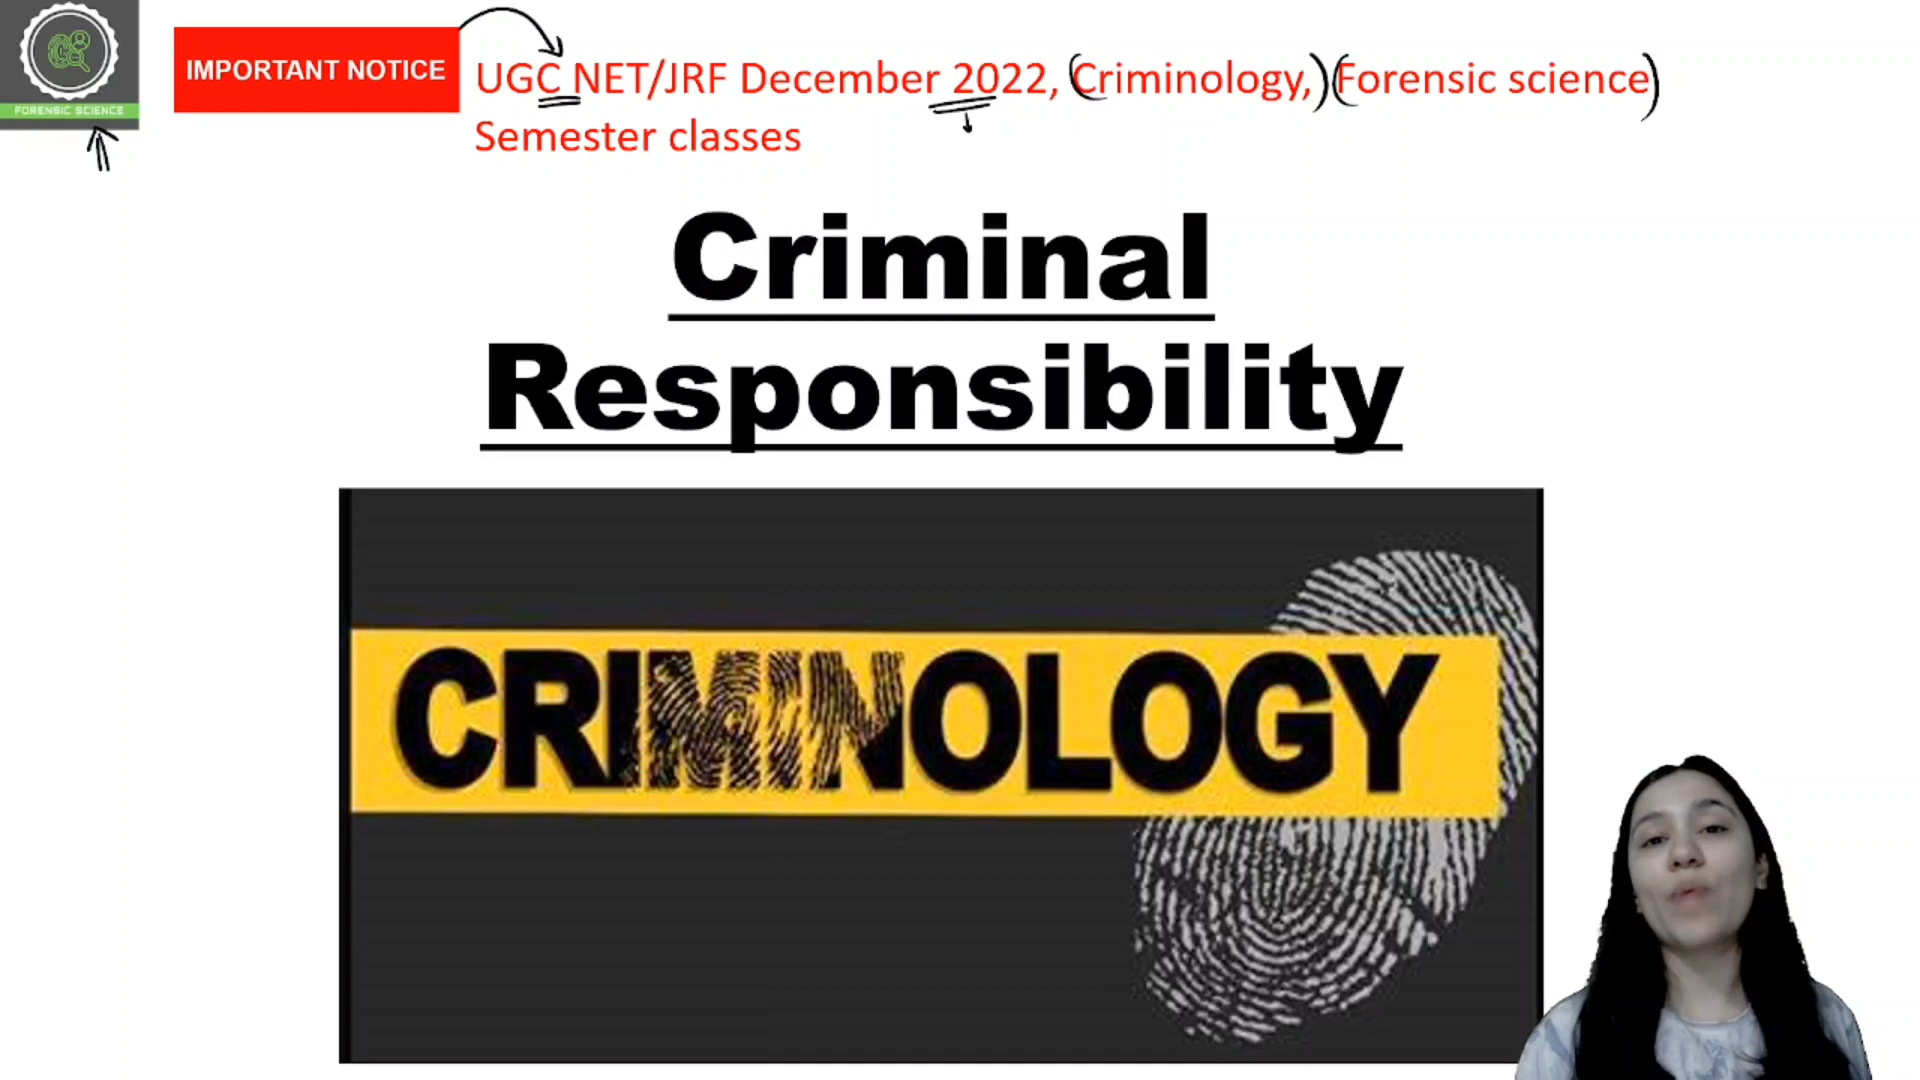 FORENSIC SCIENCE
IMPORTANT NOTICE
UGC NET/JRF December 2022, (Criminology,) (Forensic science)
Semester classes
Criminal
Responsibility
CRIMINOLOGY